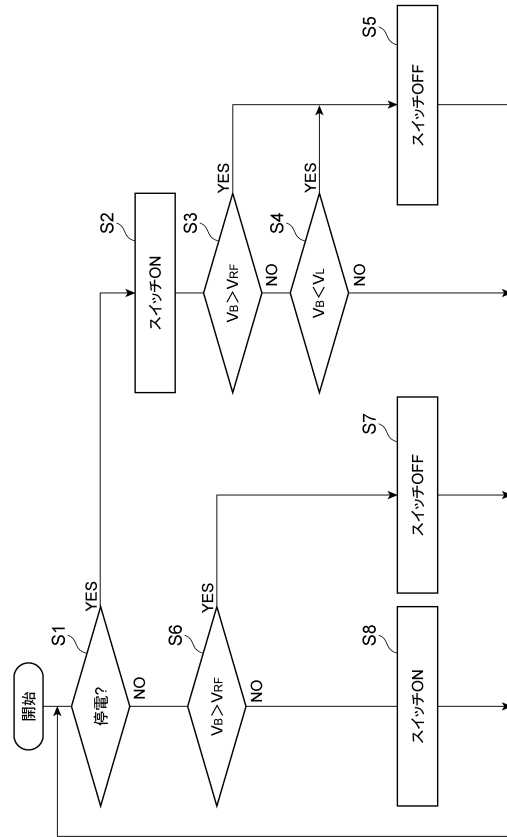 開始
停電?
S1
YES
NO
スイッチON
S2
VB>VRF
S3
YES
NO
VB<VL
S4
YES
NO
スイッチOFF
S5
VB>VRF
S6
YES
NO
スイッチOFF
S7
スイッチON
S8